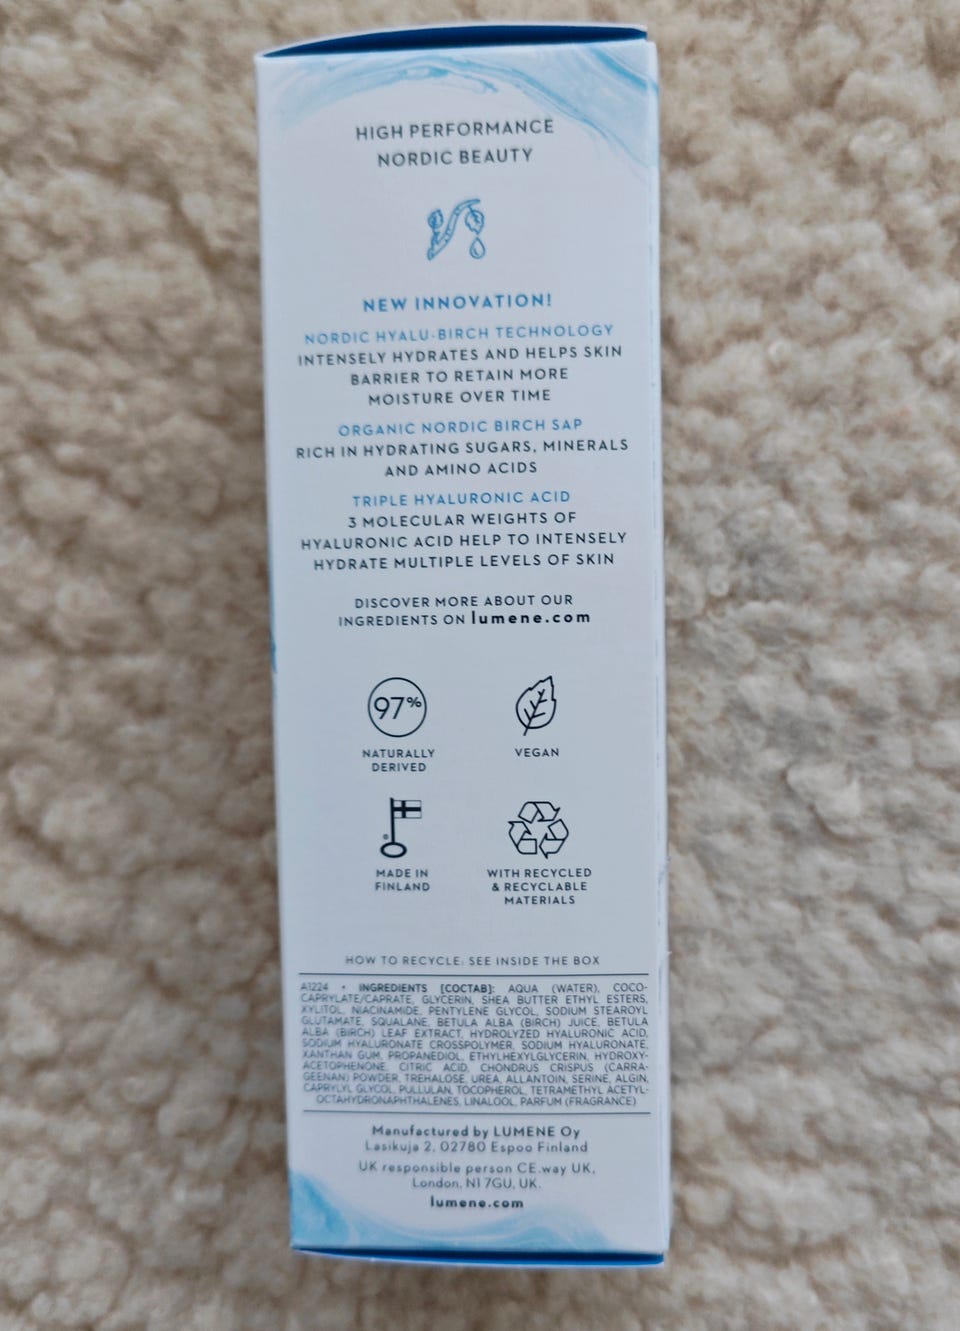 HIGH PERFORMANCE
NORDIC BEAUTY
NEW INNOVATION!
NORDIC HYALU-BIRCH TECHNOLOGY
INTENSELY HYDRATES AND HELPS SKIN
BARRIER TO RETAIN MORE
MOISTURE OVER TIME
ORGANIC NORDIC BIRCH SAP
RICH IN HYDRATING SUGARS, MINERALS
AND AMINO ACIDS
TRIPLE HYALURONIC ACID
3 MOLECULAR WEIGHTS OF
HYALURONIC ACID HELP TO INTENSELY
HYDRATE MULTIPLE LEVELS OF SKIN
DISCOVER MORE ABOUT OUR
INGREDIENTS ON lumene.com
97%
NATURALLY
DERIVED
VEGAN
MADE IN
FINLAND
WITH RECYCLED
& RECYCLABLE
MATERIALS
HOW TO RECYCLE: SEE INSIDE THE BOX
A1224 • INGREDIENTS [COCTAB]: AQUA (WATER), COCO-
CAPRYLATE/CAPRATE, GLYCERIN, SHEA BUTTER ETHYL ESTERS,
XYLITOL, NIACINAMIDE, PENTYLENE GLYCOL, SODIUM STEAROYL
GLUTAMATE, SQUALANE, BETULA ALBA (BIRCH) JUICE, BETULA
ALBA (BIRCH) LEAF EXTRACT, HYDROLYZED HYALURONIC ACID,
SODIUM HYALURONATE CROSSPOLYMER, SODIUM HYALURONATE,
XANTHAN GUM, PROPANEDIOL, ETHYLHEXYLGLYCERIN, HYDROXY-
ACETOPHENONE, CITRIC ACID, CHONDRUS CRISPUS (CARRA-
GEENAN) POWDER, TREHALOSE, UREA, ALLANTOIN, SERINE, ALGIN,
CAPRYLYL GLYCOL, PULLULAN, TOCOPHEROL, TETRAMETHYL ACETYL-
OCTAHYDRONAPHTHALENES, LINALOOL, PARFUM (FRAGRANCE)
Manufactured by LUMENE Oy
Lasikuja 2, 02780 Espoo Finland
UK responsible person CE.way UK,
London, N1 7GU, UK.
lumene.com